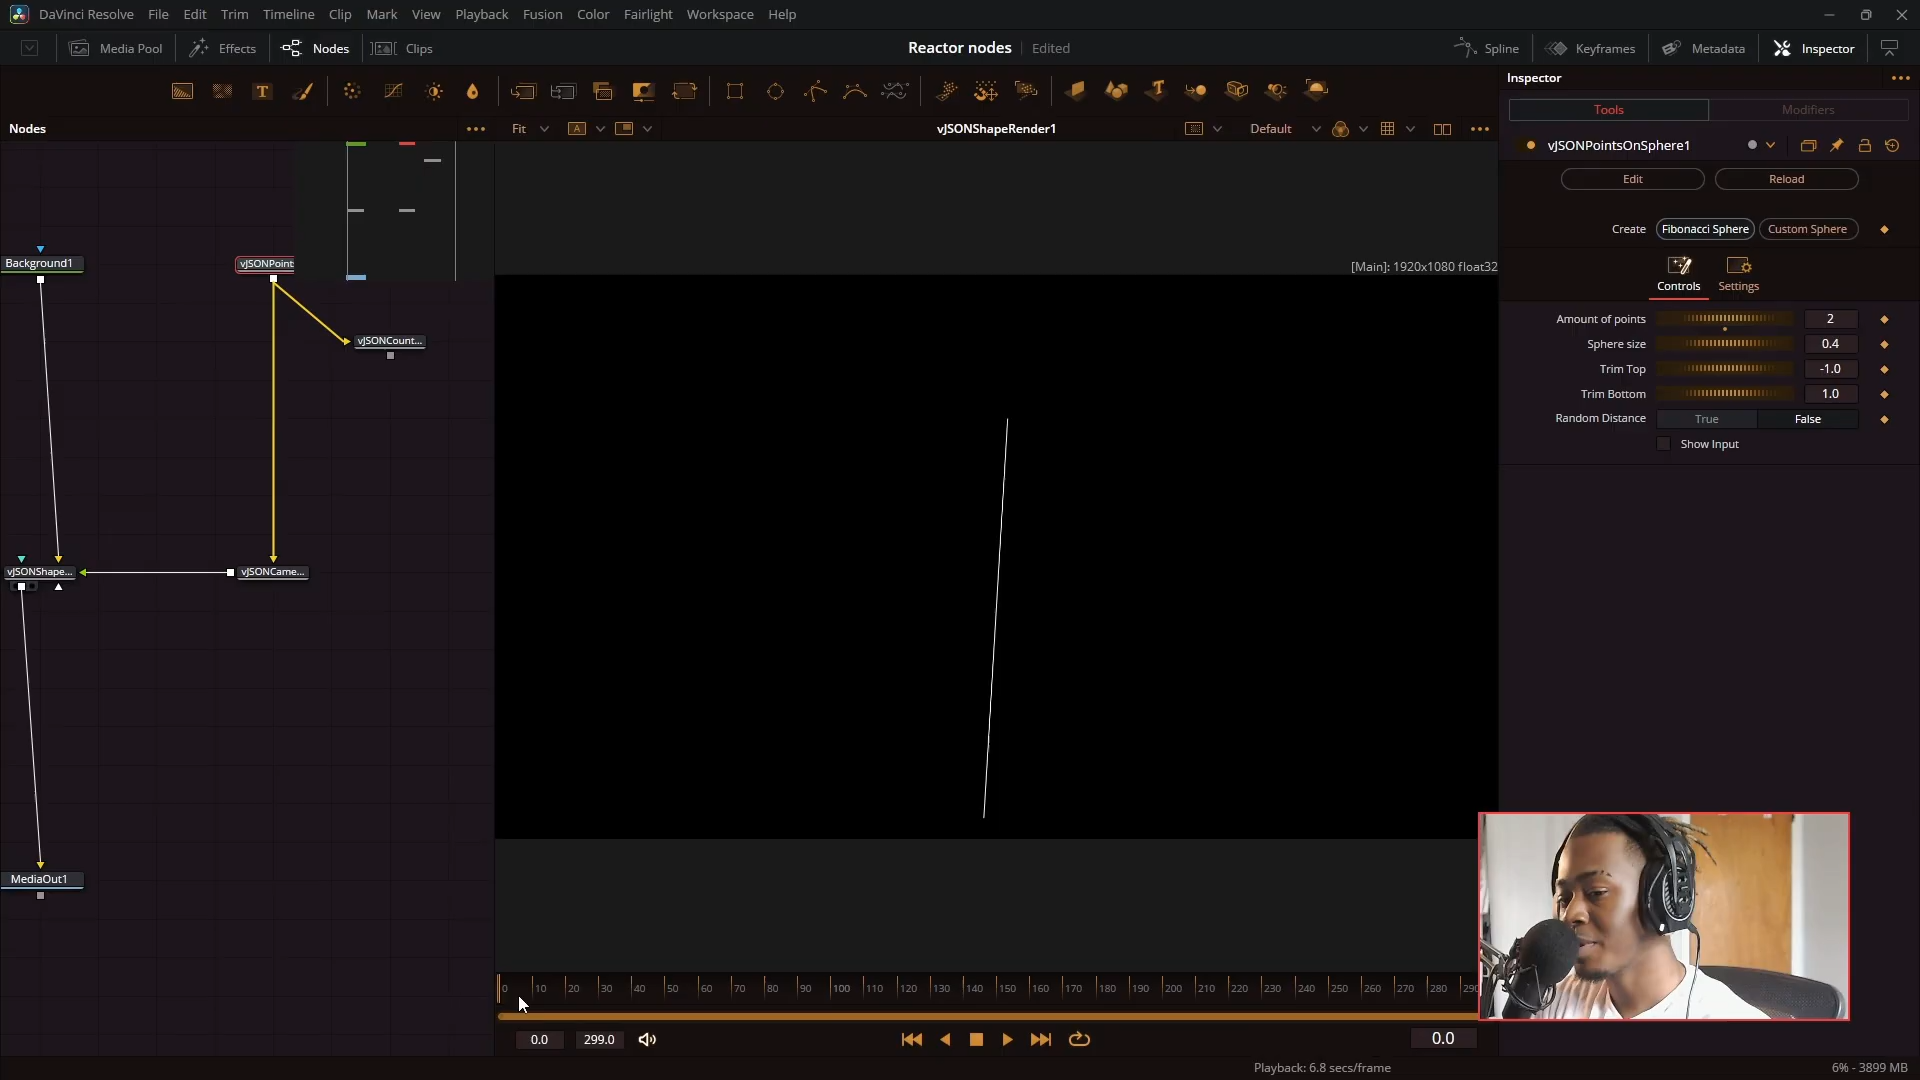 DaVinci Resolve File Edit Trim Timeline Clip Mark View Playback Fusion Color Fairlight Workspace Help
Media Pool Effects Nodes Clips Reactor nodes Edited Spline Keyframes Metadata Inspector
Inspector
Tools Modifiers
Nodes Fit A vJSONShapeRender1 Default
vJSONPointsOnSphere1
Edit Reload
Create Fibonacci Sphere Custom Sphere
Controls Settings
Background1
vJSONPoint
[Main]: 1920x1080 float32
Amount of points 2
vJSONCount...
Sphere size 0.4
Trim Top -1.0
Trim Bottom 1.0
Random Distance True False
Show Input
vJSONShape...
vJSONCame...
MediaOut1
0 10 20 30 40 50 60 70 80 90 100 110 120 130 140 150 160 170 180 190 200 210 220 230 240 250 260 270 280 290
0.0 299.0 0.0
Playback: 6.8 secs/frame 6% - 3899 MB